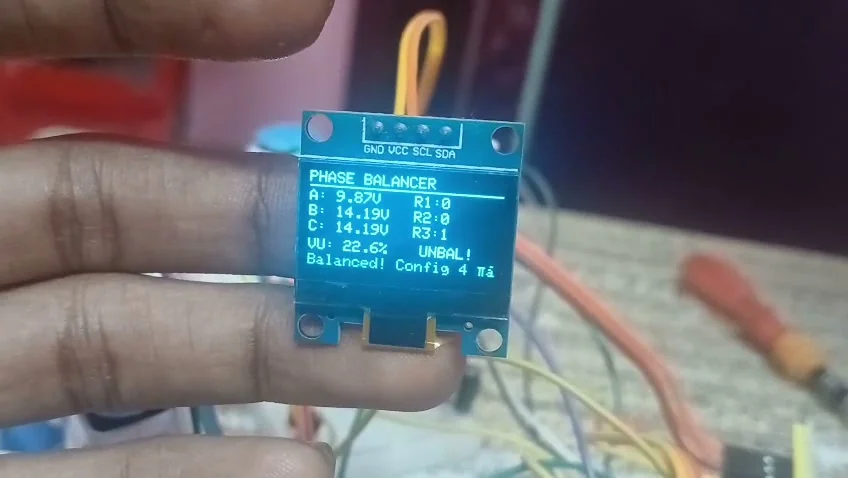 GND VCC SCL SDA
PHASE BALANCER
A: 9.87V R1:0
B: 14.19V R2:0
C: 14.19V R3:1
VU: 22.6% UNBAL!
Balanced! Config 4